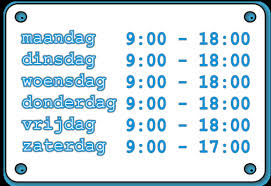 maandag 9:00 - 18:00
dinsdag 9:00 - 18:00
woensdag 9:00 - 18:00
donderdag 9:00 - 18:00
vrijdag 9:00 - 18:00
zaterdag 9:00 - 17:00